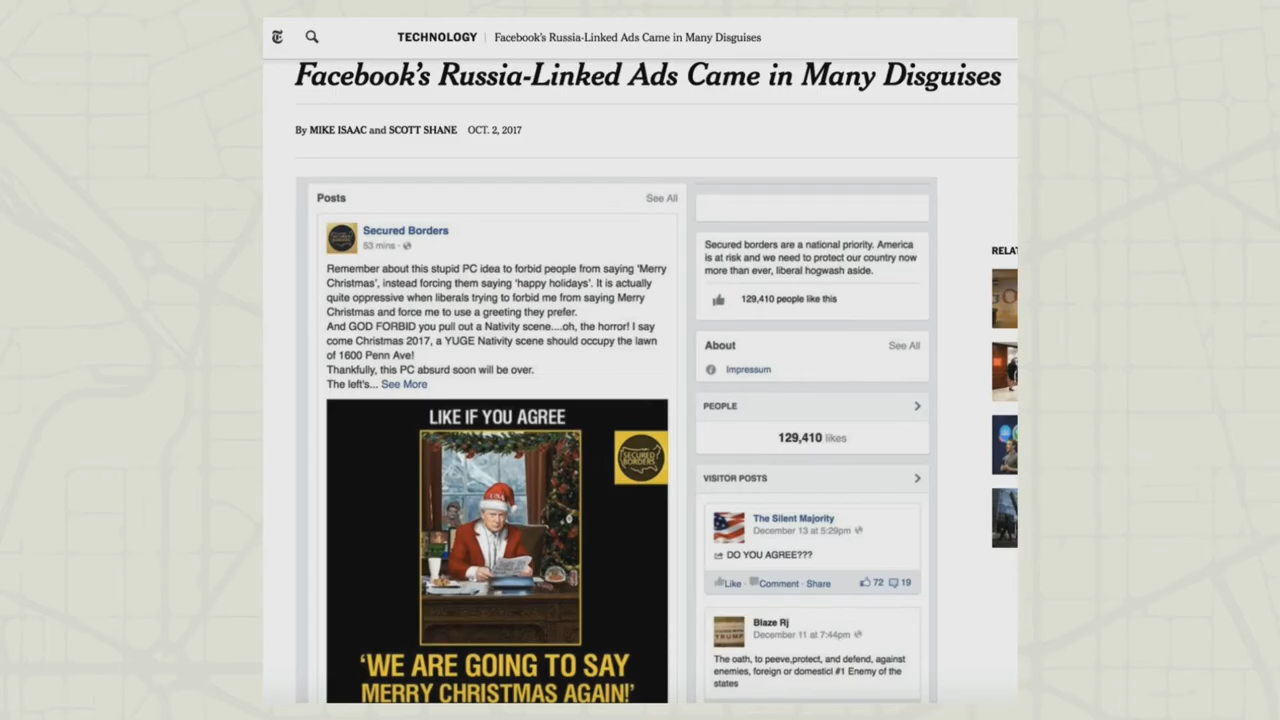 TECHNOLOGY | Facebook's Russia-Linked Ads Came in Many Disguises
Facebook's Russia-Linked Ads Came in Many Disguises
By MIKE ISAAC and SCOTT SHANE OCT. 2, 2017
Posts See All
Secured Borders
53 mins ·
Remember about this stupid PC idea to forbid people from saying 'Merry
Christmas', instead forcing them saying 'happy holidays'. It is actually
quite oppressive when liberals trying to forbid me from saying Merry
Christmas and force me to use a greeting they prefer.
And GOD FORBID you pull out a Nativity scene....oh, the horror! I say
come Christmas 2017, a YUGE Nativity scene should occupy the lawn
of 1600 Penn Ave!
Thankfully, this PC absurd soon will be over.
The left's... See More
LIKE IF YOU AGREE
SECURED
BORDERS
USA
'WE ARE GOING TO SAY
MERRY CHRISTMAS AGAIN!'
Secured borders are a national priority. America
is at risk and we need to protect our country now
more than ever, liberal hogwash aside.
129,410 people like this
About See All
Impressum
PEOPLE
129,410 likes
VISITOR POSTS
The Silent Majority
December 13 at 5:29pm
DO YOU AGREE???
Like · Comment · Share 72 19
Blaze Rj
December 11 at 7:44pm
TRUMP
The oath, to peeve,protect, and defend, against
enemies, foreign or domestic! #1 Enemy of the
states
RELAT
GO